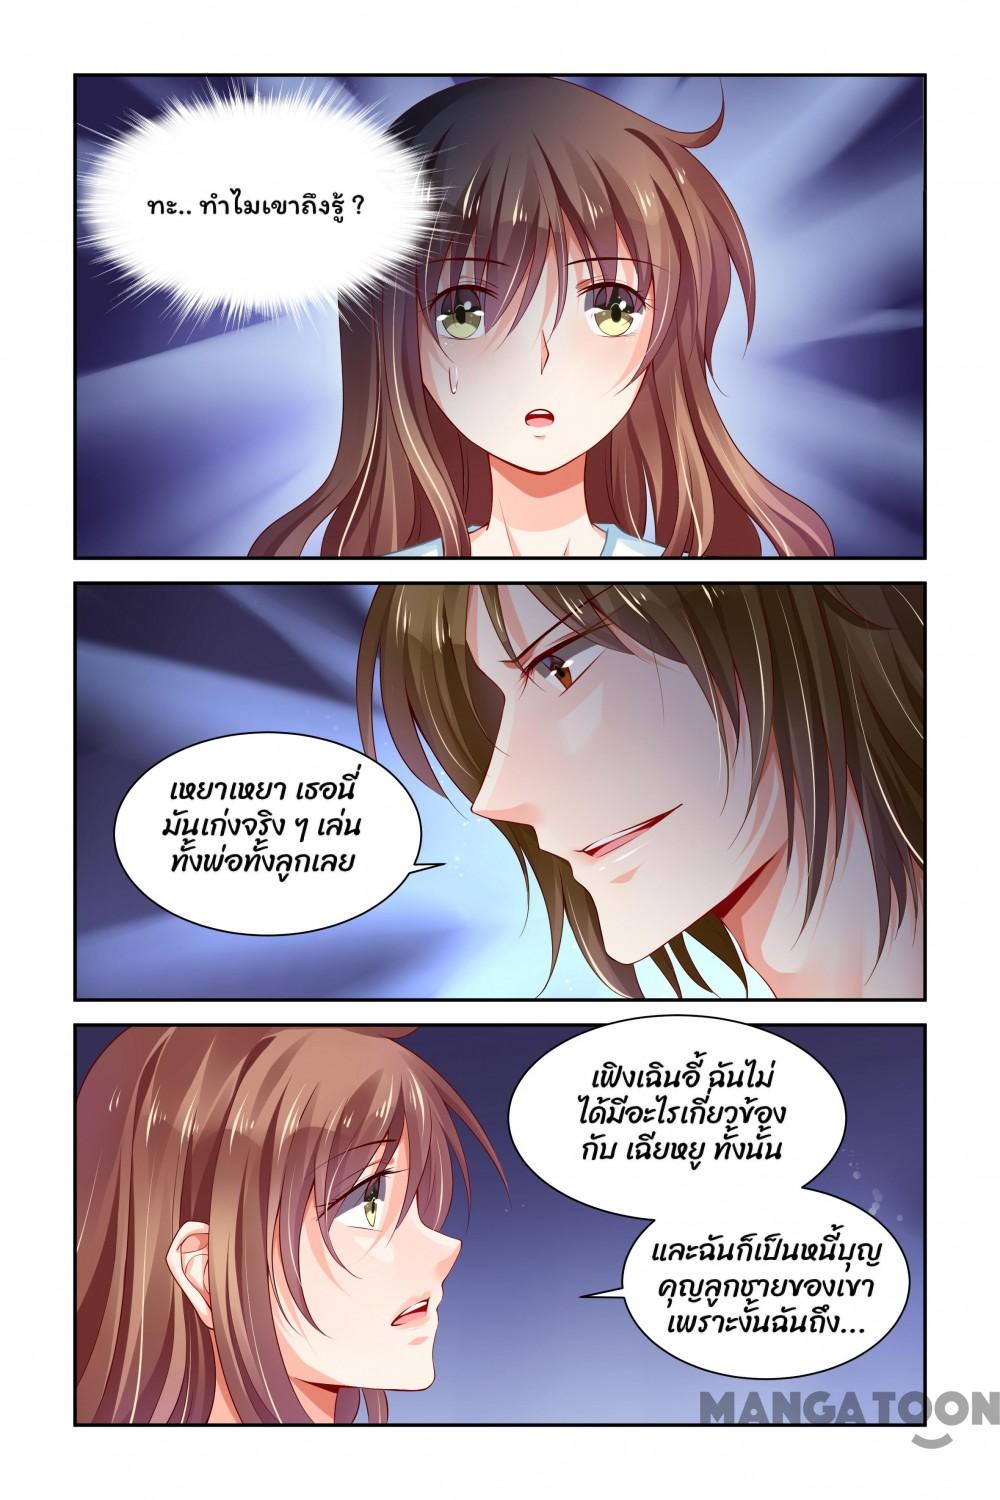 ทะ.. ทำไมเขาถึงรู้ ?
เหยาเหยา เธอนี่
มันเก่งจริง ๆ เล่น
ทั้งพ่อทั้งลูกเลย
เฟิงเฉินอี้ ฉันไม่
ได้มีอะไรเกี่ยวข้อง
กับ เฉียหยู ทั้งนั้น
และฉันก็เป็นหนี้บุญ
คุณลูกชายของเขา
เพราะงั้นฉันถึง...
MANGATOON